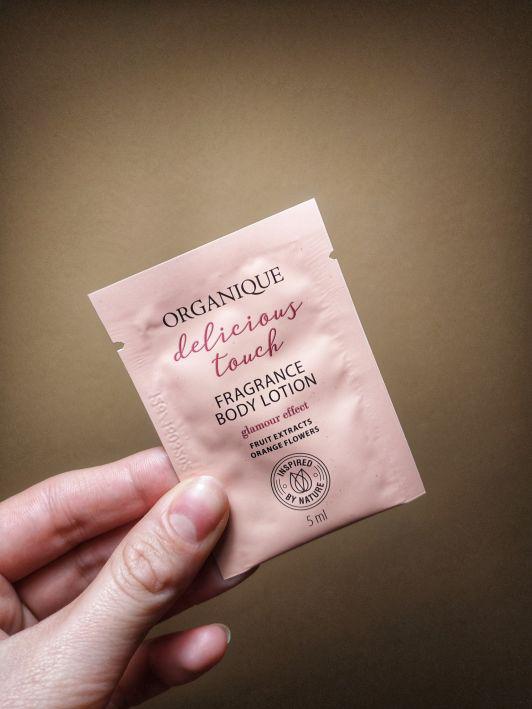 ORGANIQUE
delicious
touch
FRAGRANCE
BODY LOTION
glamour effect
FRUIT EXTRACTS
ORANGE FLOWERS
INSPIRED
BY NATURE
5 ml